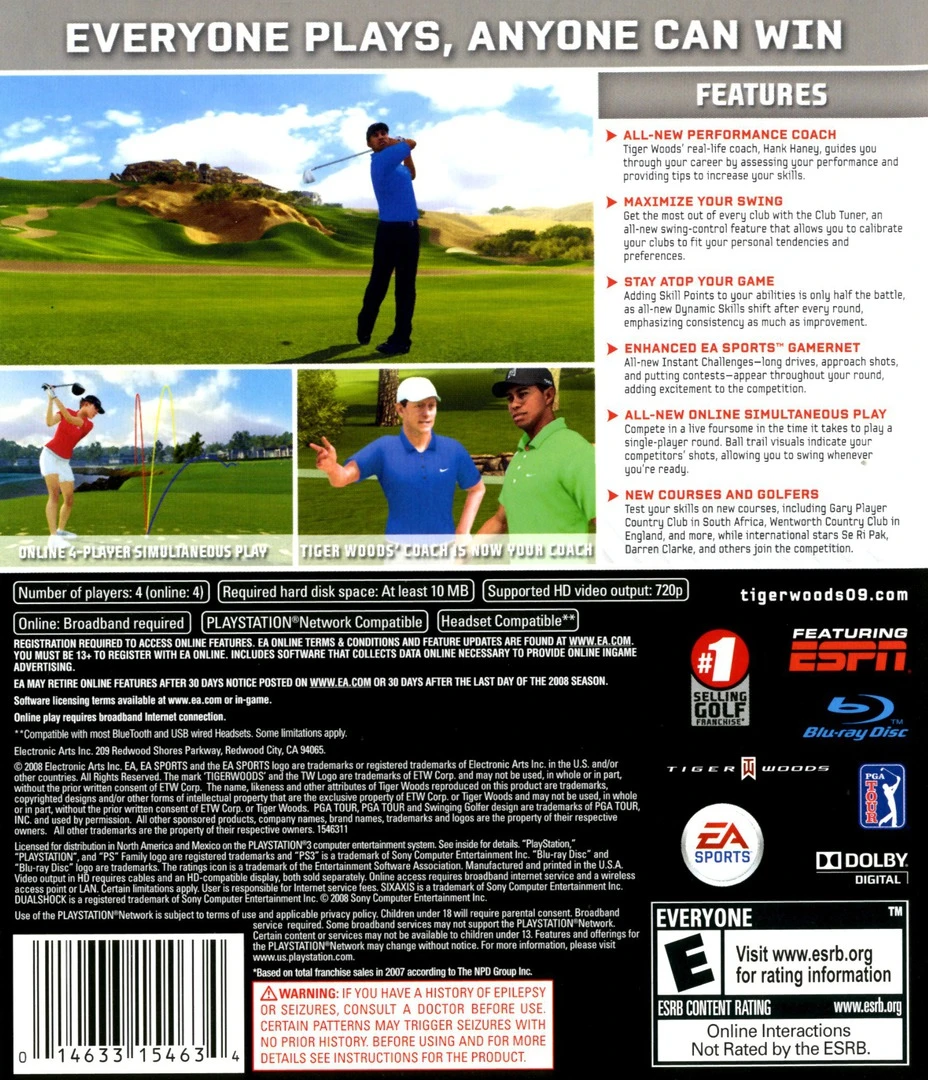 EVERYONE PLAYS, ANYONE CAN WIN
FEATURES
ALL-NEW PERFORMANCE COACH
Tiger Woods' real-life coach, Hank Haney, guides you
through your career by assessing your performance and
providing tips to increase your skills.
MAXIMIZE YOUR SWING
Get the most out of every club with the Club Tuner, an
all-new swing-control feature that allows you to calibrate
your clubs to fit your personal tendencies and
preferences.
STAY ATOP YOUR GAME
Adding Skill Points to your abilities is only half the battle,
as all-new Dynamic Skills shift after every round,
emphasizing consistency as much as improvement.
ENHANCED EA SPORTS™ GAMERNET
All-new Instant Challenges—long drives, approach shots,
and putting contests—appear throughout your round,
adding excitement to the competition.
ALL-NEW ONLINE SIMULTANEOUS PLAY
Compete in a live foursome in the time it takes to play a
single-player round. Ball trail visuals indicate your
competitors' shots, allowing you to swing whenever
you're ready.
NEW COURSES AND GOLFERS
Test your skills on new courses, including Gary Player
Country Club in South Africa, Wentworth Country Club in
England, and more, while international stars Se Ri Pak,
Darren Clarke, and others join the competition.
ONLINE 4-PLAYER SIMULTANEOUS PLAY
TIGER WOODS' COACH IS NOW YOUR COACH
Number of players: 4 (online: 4)
Required hard disk space: At least 10 MB
Supported HD video output: 720p
Online: Broadband required
PLAYSTATION®Network Compatible
Headset Compatible**
REGISTRATION REQUIRED TO ACCESS ONLINE FEATURES. EA ONLINE TERMS & CONDITIONS AND FEATURE UPDATES ARE FOUND AT WWW.EA.COM.
YOU MUST BE 13+ TO REGISTER WITH EA ONLINE. INCLUDES SOFTWARE THAT COLLECTS DATA ONLINE NECESSARY TO PROVIDE ONLINE INGAME
ADVERTISING.
EA MAY RETIRE ONLINE FEATURES AFTER 30 DAYS NOTICE POSTED ON WWW.EA.COM OR 30 DAYS AFTER THE LAST DAY OF THE 2008 SEASON.
Software licensing terms available at www.ea.com or in-game.
Online play requires broadband Internet connection.
**Compatible with most BlueTooth and USB wired Headsets. Some limitations apply.
Electronic Arts Inc. 209 Redwood Shores Parkway, Redwood City, CA 94065.
© 2008 Electronic Arts Inc. EA, EA SPORTS and the EA SPORTS logo are trademarks or registered trademarks of Electronic Arts Inc. in the U.S. and/or
other countries. All Rights Reserved. The mark 'TIGERWOODS' and the TW Logo are trademarks of ETW Corp. and may not be used, in whole or in part,
without the prior written consent of ETW Corp. or Tiger Woods. The name, likeness and other attributes of Tiger Woods reproduced on this product are trademarks,
copyrighted designs and/or other forms of intellectual property that are the exclusive property of ETW Corp. or Tiger Woods and may not be used, in whole
or in part, without the prior written consent of ETW Corp. or Tiger Woods. PGA TOUR, PGA TOUR and Swinging Golfer design are trademarks of PGA TOUR,
INC. and used by permission. All other sponsored products, company names, brand names, trademarks and logos are the property of their respective
owners. All other trademarks are the property of their respective owners. 1546311
Licensed for distribution in North America and Mexico on the PLAYSTATION®3 computer entertainment system. See inside for details. "PlayStation,"
"PLAYSTATION", and "PS" Family logo are registered trademarks and "PS3" is a trademark of Sony Computer Entertainment Inc. "Blu-ray Disc" and
"Blu-ray Disc" logo are trademarks. The ratings icon is a trademark of the Entertainment Software Association. Manufactured and printed in the U.S.A.
Video output in HD requires cables and an HD-compatible display, both sold separately. Online access requires broadband internet service and a wireless
access point or LAN. Certain limitations apply. User is responsible for Internet service fees. SIXAXIS is a trademark of Sony Computer Entertainment Inc.
DUALSHOCK is a registered trademark of Sony Computer Entertainment Inc. © 2008 Sony Computer Entertainment Inc.
Use of the PLAYSTATION®Network is subject to terms of use and applicable privacy policy. Children under 18 will require parental consent. Broadband
service required. Some broadband services may not support the PLAYSTATION®Network.
Certain content or services may not be available to children under 13. Features and offerings for
the PLAYSTATION®Network may change without notice. For more information, please visit
www.us.playstation.com.
*Based on total franchise sales in 2007 according to The NPD Group Inc.
WARNING: IF YOU HAVE A HISTORY OF EPILEPSY
OR SEIZURES, CONSULT A DOCTOR BEFORE USE.
CERTAIN PATTERNS MAY TRIGGER SEIZURES WITH
NO PRIOR HISTORY. BEFORE USING AND FOR MORE
DETAILS SEE INSTRUCTIONS FOR THE PRODUCT.
0 14633 15463 4
tigerwoods09.com
#1
SELLING
GOLF
FRANCHISE*
FEATURING
ESPN
Blu-ray Disc™
TIGER TW WOODS
PGA
TOUR
EA
SPORTS
DOLBY
DIGITAL
EVERYONE ™
E
Visit www.esrb.org
for rating information
ESRB CONTENT RATING www.esrb.org
Online Interactions
Not Rated by the ESRB.